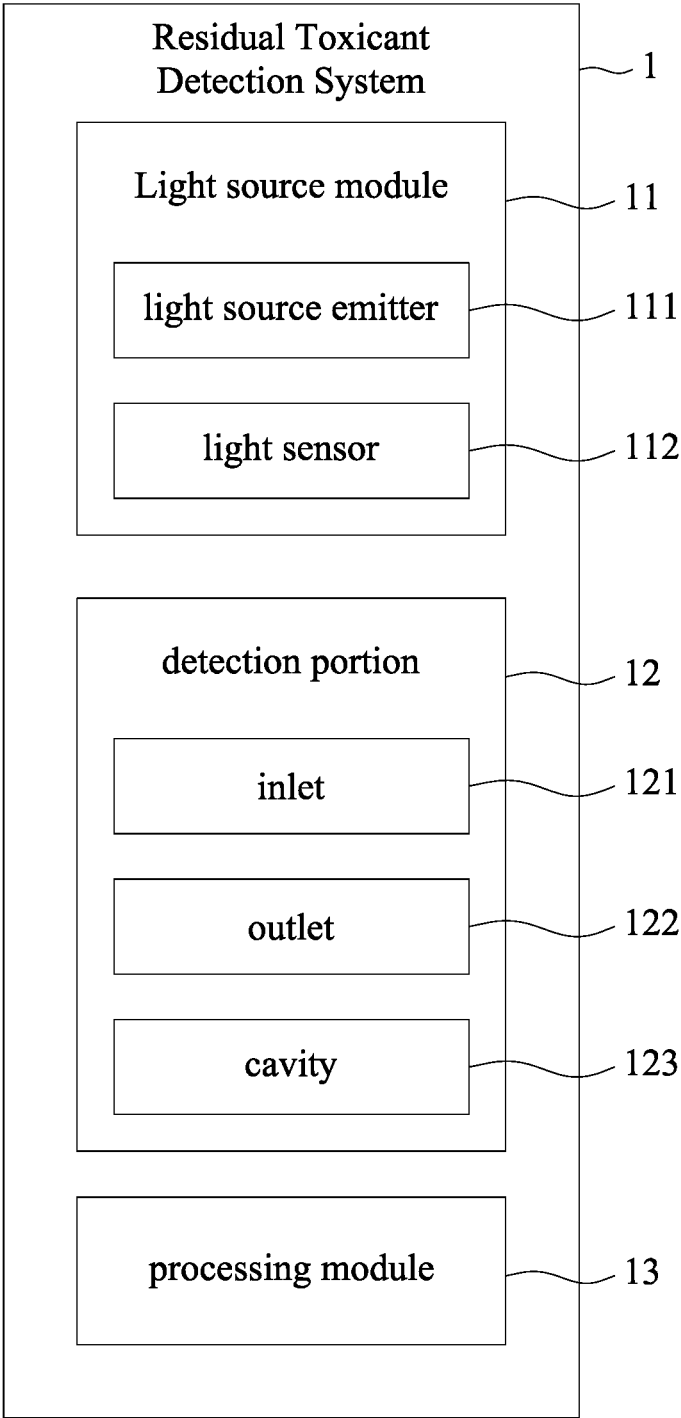 Residual Toxicant
Detection System
1
Light source module
11
light source emitter
111
light sensor
112
detection portion
12
inlet
121
outlet
122
cavity
123
processing module
13